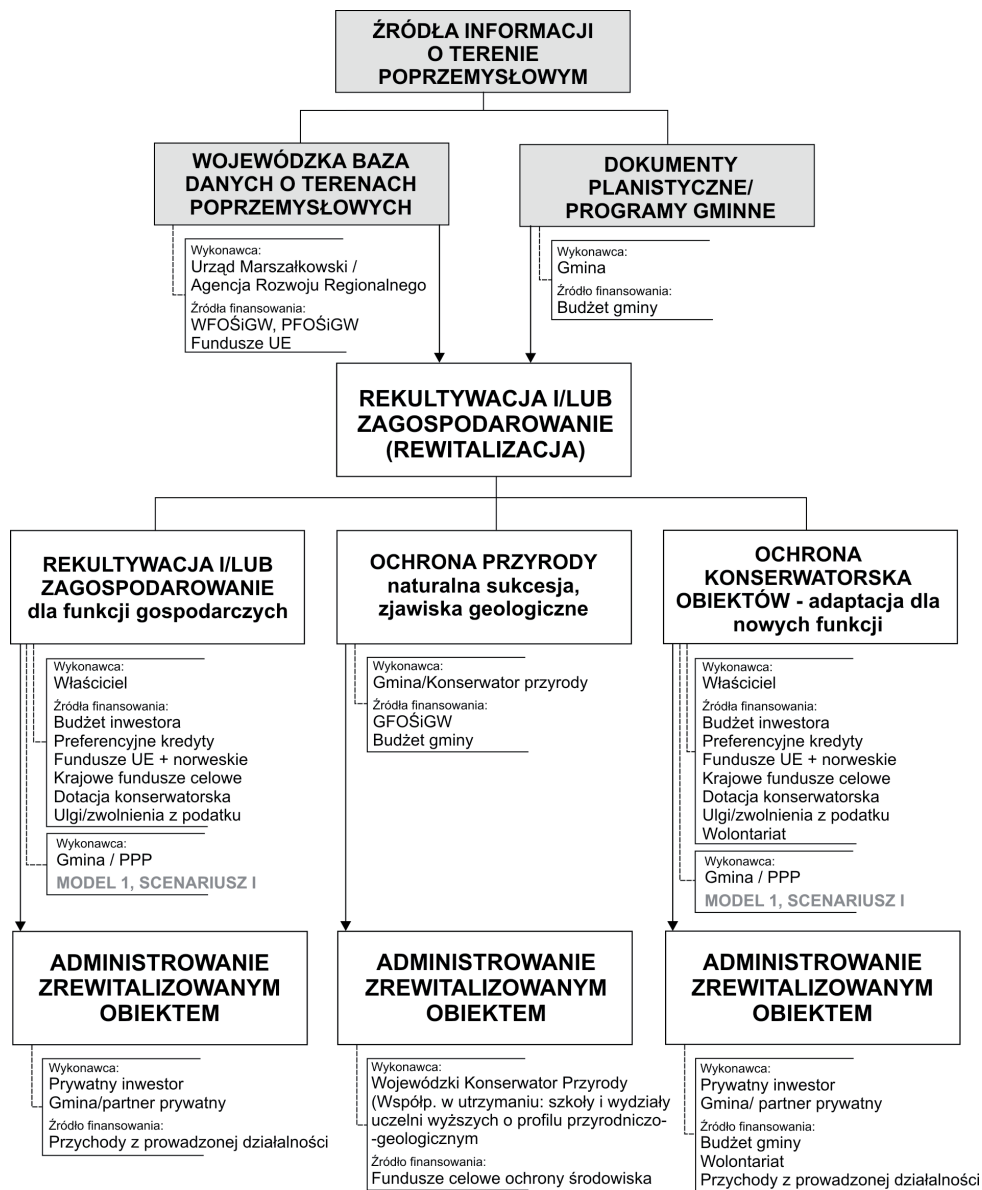 ŹRÓDŁA INFORMACJI
O TERENIE
POPRZEMYSŁOWYM
WOJEWÓDZKA BAZA
DANYCH O TERENACH
POPRZEMYSŁOWYCH
Wykonawca:
Urząd Marszałkowski /
Agencja Rozwoju Regionalnego
Źródła finansowania:
WFOŚiGW, PFOŚiGW
Fundusze UE
DOKUMENTY
PLANISTYCZNE/
PROGRAMY GMINNE
Wykonawca:
Gmina
Źródło finansowania:
Budżet gminy
REKULTYWACJA I/LUB
ZAGOSPODAROWANIE
(REWITALIZACJA)
REKULTYWACJA I/LUB
ZAGOSPODAROWANIE
dla funkcji gospodarczych
Wykonawca:
Właściciel
Źródła finansowania:
Budżet inwestora
Preferencyjne kredyty
Fundusze UE + norweskie
Krajowe fundusze celowe
Dotacja konserwatorska
Ulgi/zwolnienia z podatku
Wykonawca:
Gmina / PPP
MODEL 1, SCENARIUSZ I
OCHRONA PRZYRODY
naturalna sukcesja,
zjawiska geologiczne
Wykonawca:
Gmina/Konserwator przyrody
Źródła finansowania:
GFOŚiGW
Budżet gminy
OCHRONA
KONSERWATORSKA
OBIEKTÓW - adaptacja dla
nowych funkcji
Wykonawca:
Właściciel
Źródła finansowania:
Budżet inwestora
Preferencyjne kredyty
Fundusze UE + norweskie
Krajowe fundusze celowe
Dotacja konserwatorska
Ulgi/zwolnienia z podatku
Wolontariat
Wykonawca:
Gmina / PPP
MODEL 1, SCENARIUSZ I
ADMINISTROWANIE
ZREWITALIZOWANYM
OBIEKTEM
Wykonawca:
Prywatny inwestor
Gmina/partner prywatny
Źródło finansowania:
Przychody z prowadzonej działalności
ADMINISTROWANIE
ZREWITALIZOWANYM
OBIEKTEM
Wykonawca:
Wojewódzki Konserwator Przyrody
(Współp. w utrzymaniu: szkoły i wydziały
uczelni wyższych o profilu przyrodniczo-
-geologicznym
Źródło finansowania:
Fundusze celowe ochrony środowiska
ADMINISTROWANIE
ZREWITALIZOWANYM
OBIEKTEM
Wykonawca:
Prywatny inwestor
Gmina/ partner prywatny
Źródło finansowania:
Budżet gminy
Wolontariat
Przychody z prowadzonej działalności